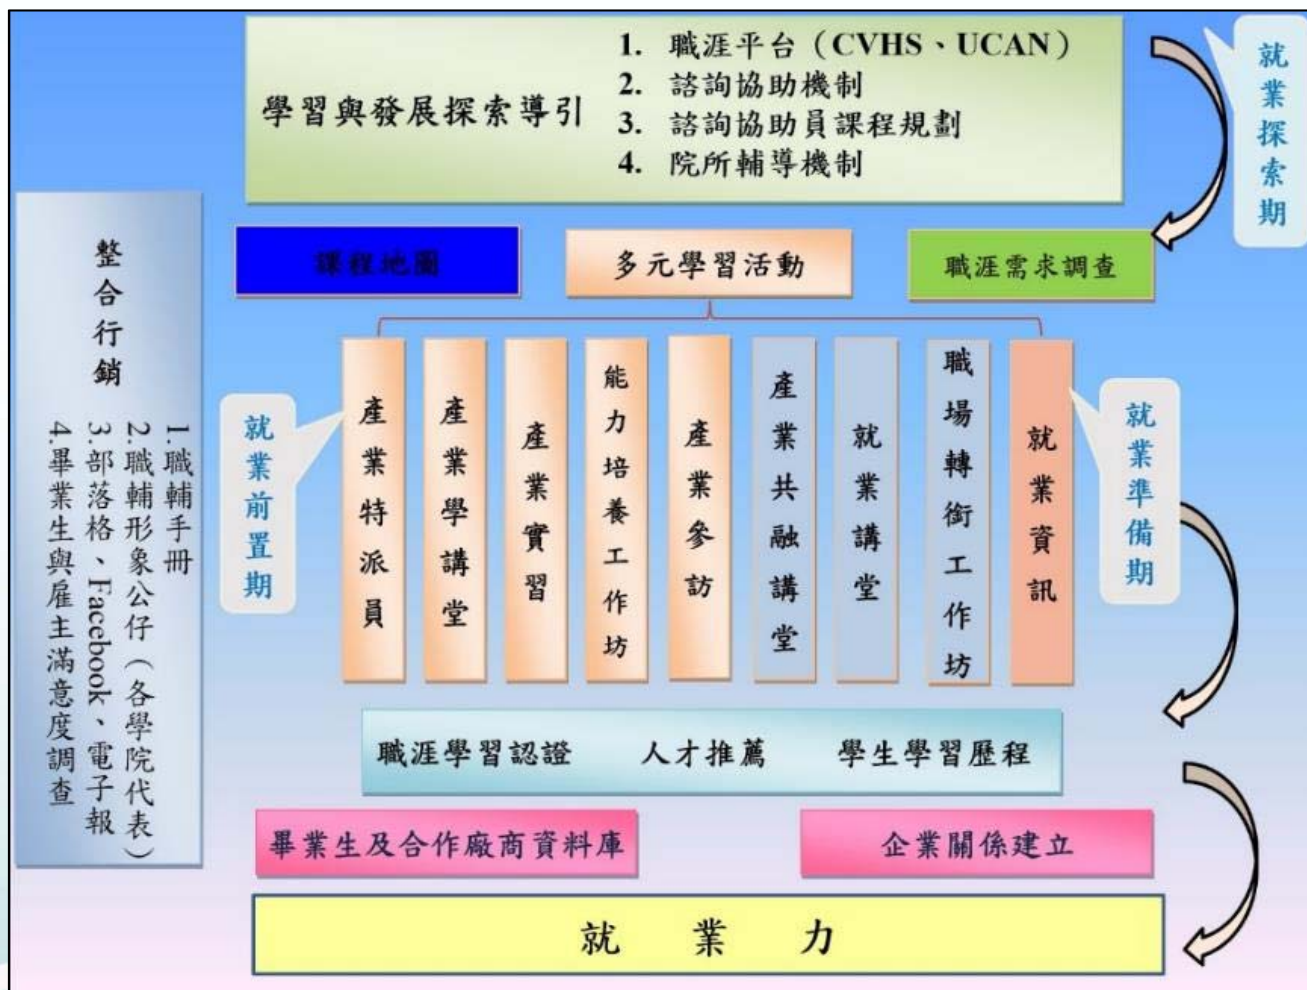 學習與發展探索導引
1. 職涯平台（CVHS、UCAN）
2. 諮詢協助機制
3. 諮詢協助員課程規劃
4. 院所輔導機制
就業探索期
課程地圖
多元學習活動
職涯需求調查
整合行銷
1.職輔手冊
2.職輔形象公仔（各學院代表）
3.部落格、Facebook、電子報
4.畢業生與雇主滿意度調查
就業前置期
產業特派員
產業學講堂
產業實習
能力培養工作坊
產業參訪
產業共融講堂
就業講堂
職場轉銜工作坊
就業資訊
就業準備期
職涯學習認證 人才推薦 學生學習歷程
畢業生及合作廠商資料庫
企業關係建立
就業力